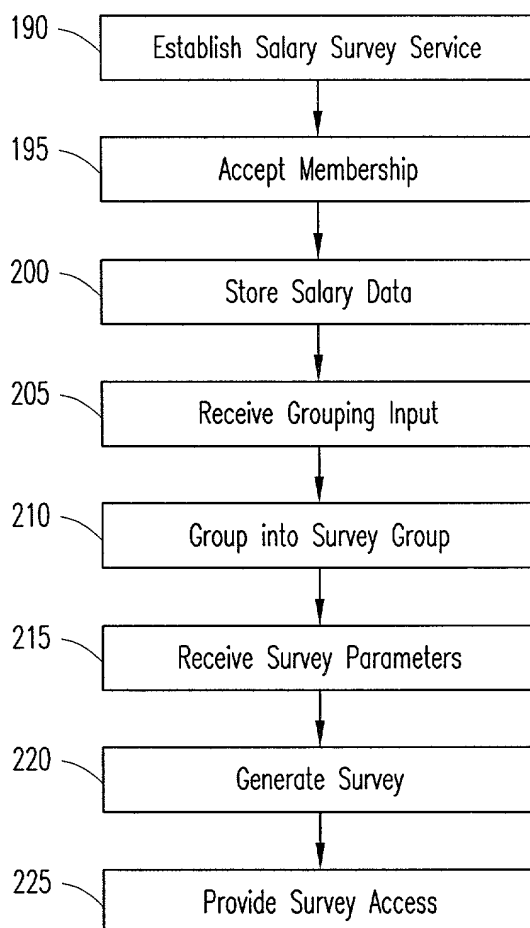 190
Establish Salary Survey Service
195
Accept Membership
200
Store Salary Data
205
Receive Grouping Input
210
Group into Survey Group
215
Receive Survey Parameters
220
Generate Survey
225
Provide Survey Access